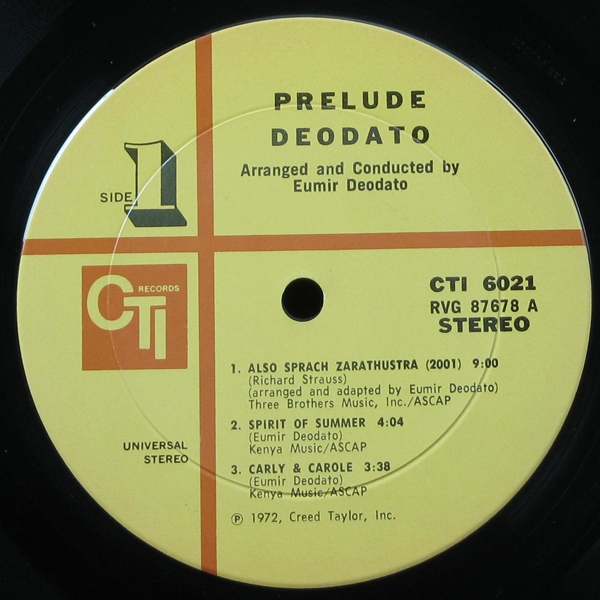 PRELUDE
DEODATO
Arranged and Conducted by
Eumir Deodato
SIDE 1
CTI RECORDS
CTI 6021
RVG 87678 A
STEREO
1. ALSO SPRACH ZARATHUSTRA (2001) 9:00
(Richard Strauss)
(arranged and adapted by Eumir Deodato)
Three Brothers Music, Inc./ASCAP
2. SPIRIT OF SUMMER 4:04
(Eumir Deodato)
Kenya Music/ASCAP
UNIVERSAL
STEREO
3. CARLY & CAROLE 3:38
(Eumir Deodato)
Kenya Music/ASCAP
℗ 1972, Creed Taylor, Inc.